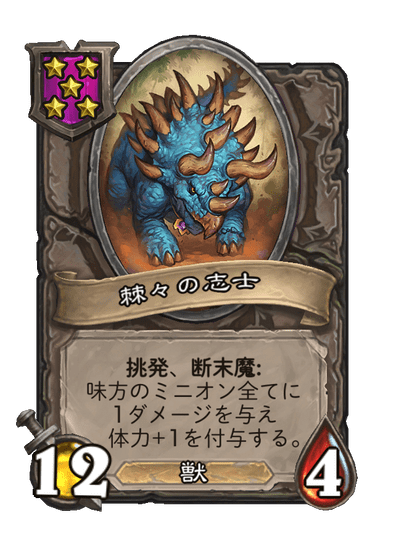 棘々の志士
挑発、断末魔:
味方のミニオン全てに
1ダメージを与え
体力+1を付与する。
12
獣
4